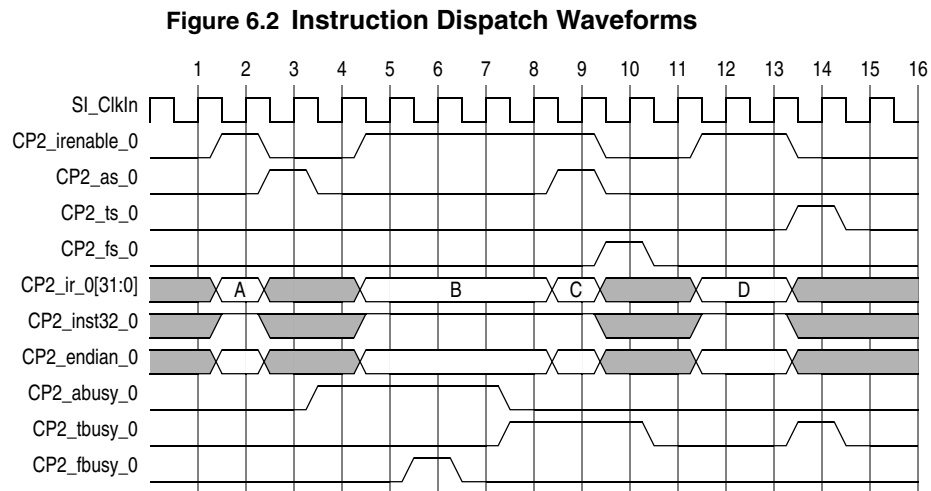 Figure 6.2 Instruction Dispatch Waveforms
1 2 3 4 5 6 7 8 9 10 11 12 13 14 15 16
SI_ClkIn
CP2_irenable_0
CP2_as_0
CP2_ts_0
CP2_fs_0
CP2_ir_0[31:0] A B C D
CP2_inst32_0
CP2_endian_0
CP2_abusy_0
CP2_tbusy_0
CP2_fbusy_0